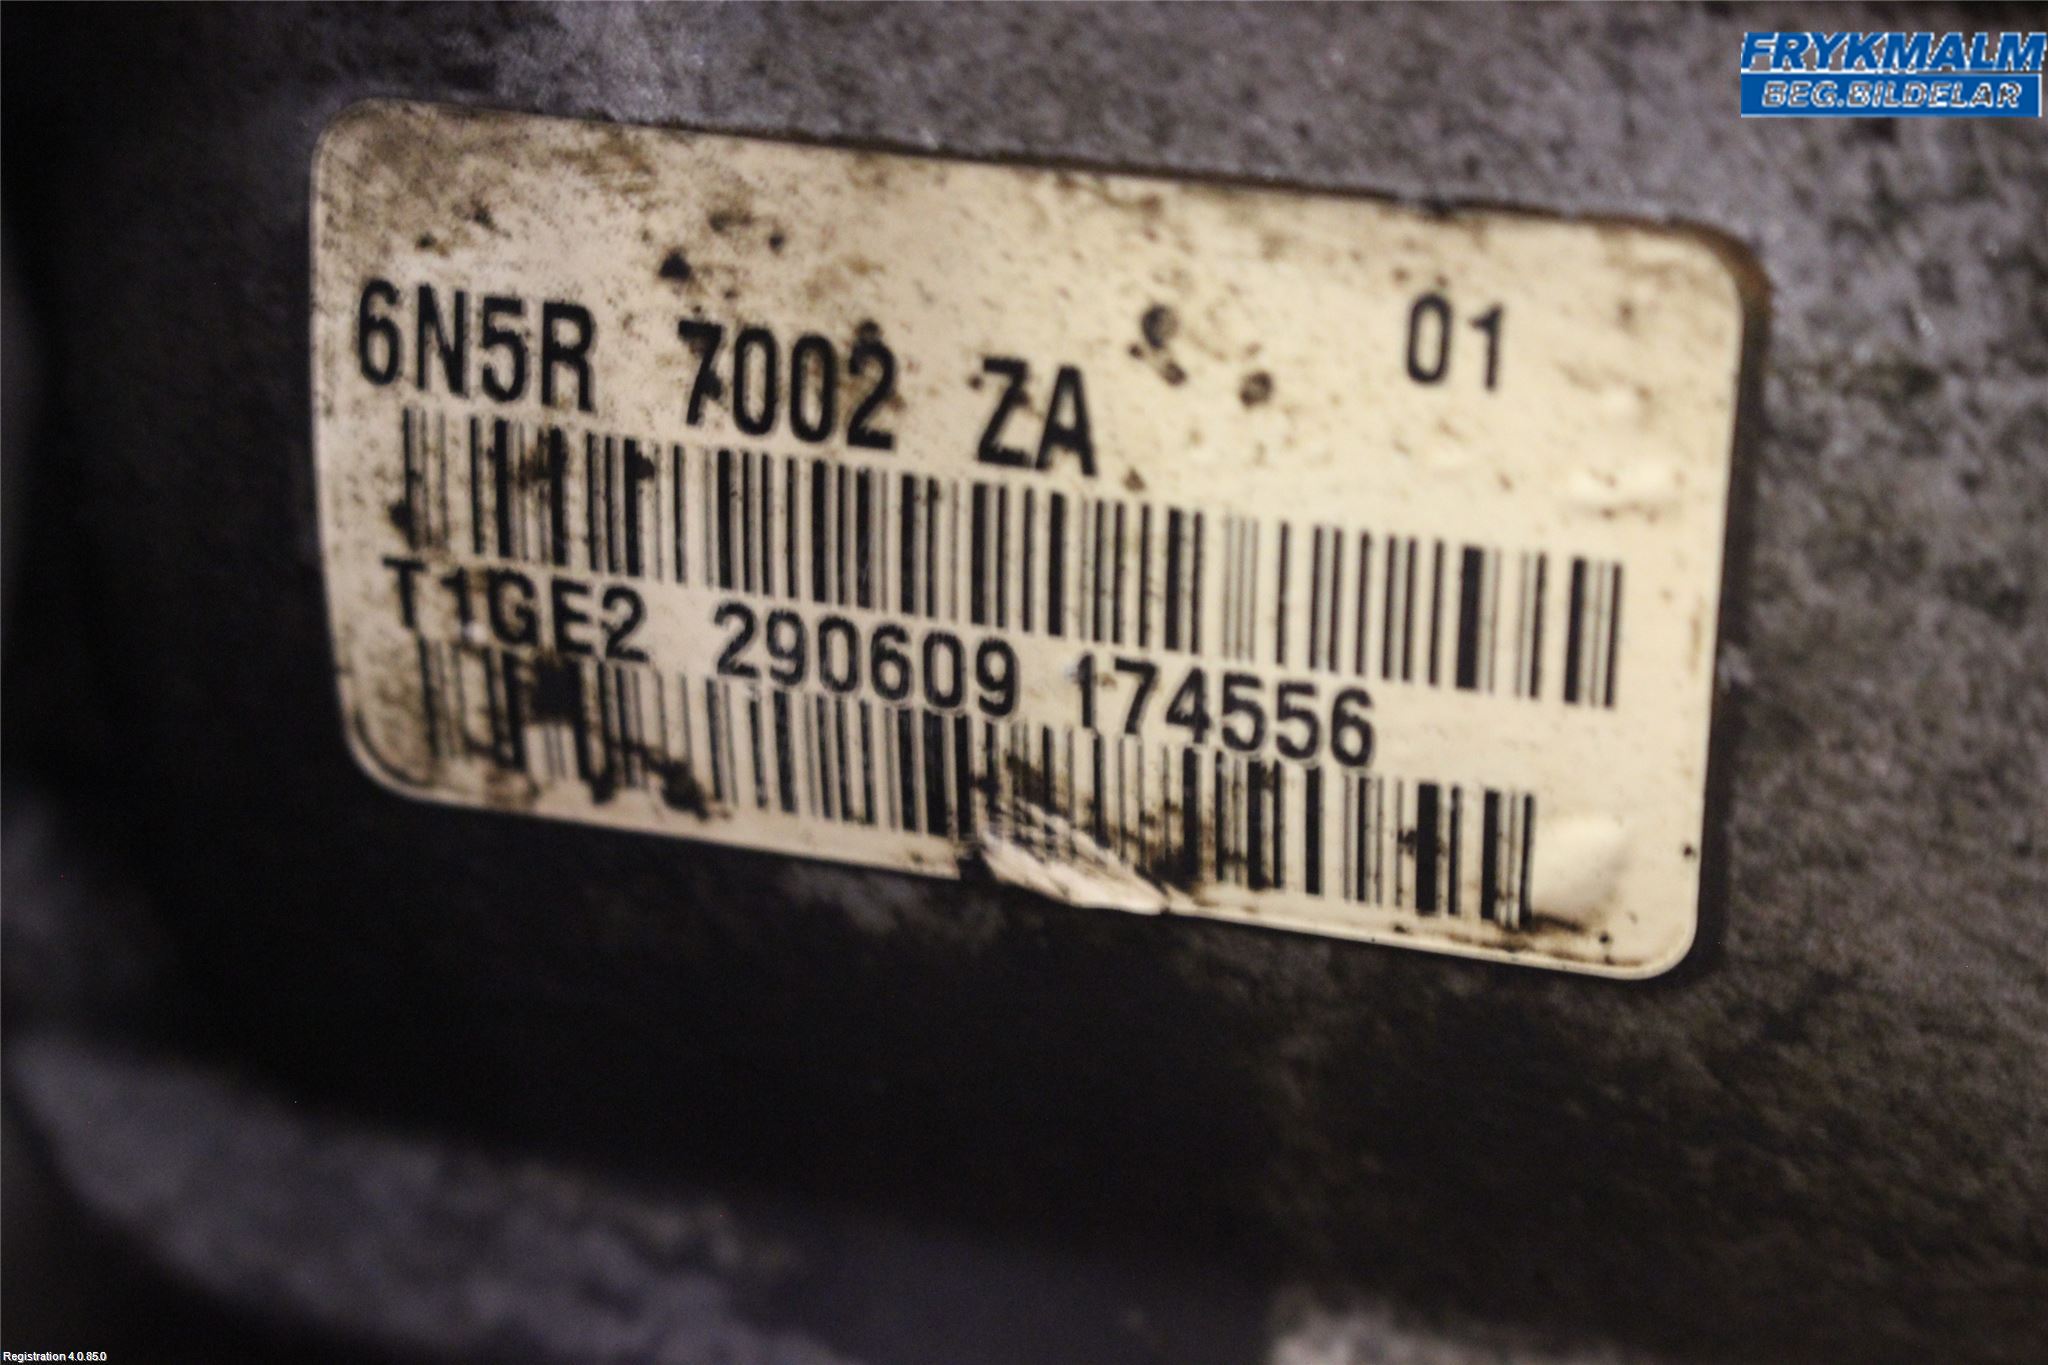 FRYKMALM
BEG.BILDELAR
6N5R 7002 ZA 01
T1GE2 290609 174556
Registration 4.0.85.0